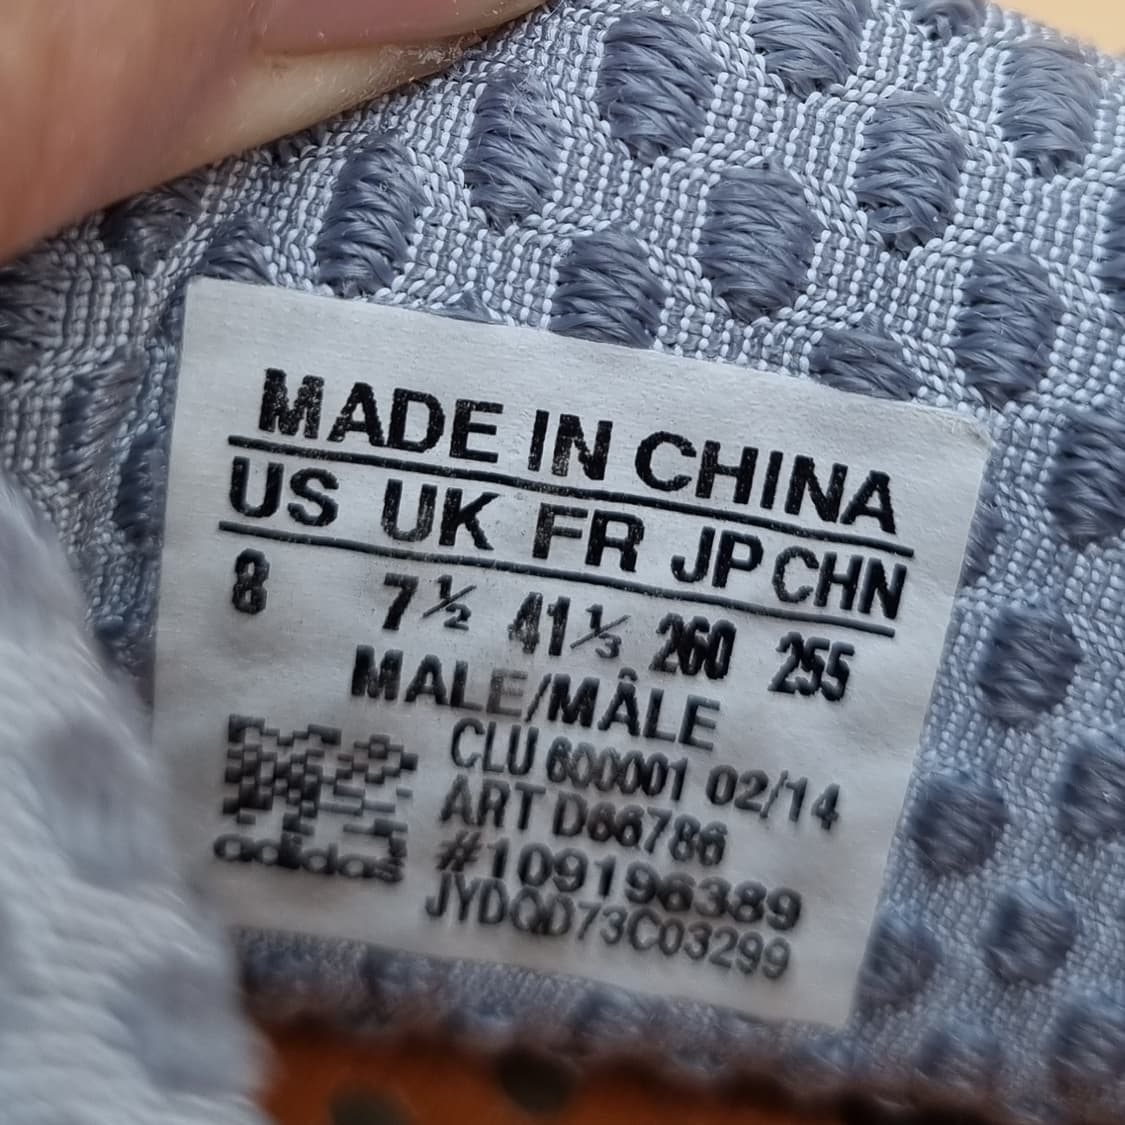 MADE IN CHINA
US UK FR JP CHN
8 7½ 41⅓ 260 255
MALE/MÂLE
CLU 600001 02/14
ART D66786
#109196389
JYDQD73C03299
adidas